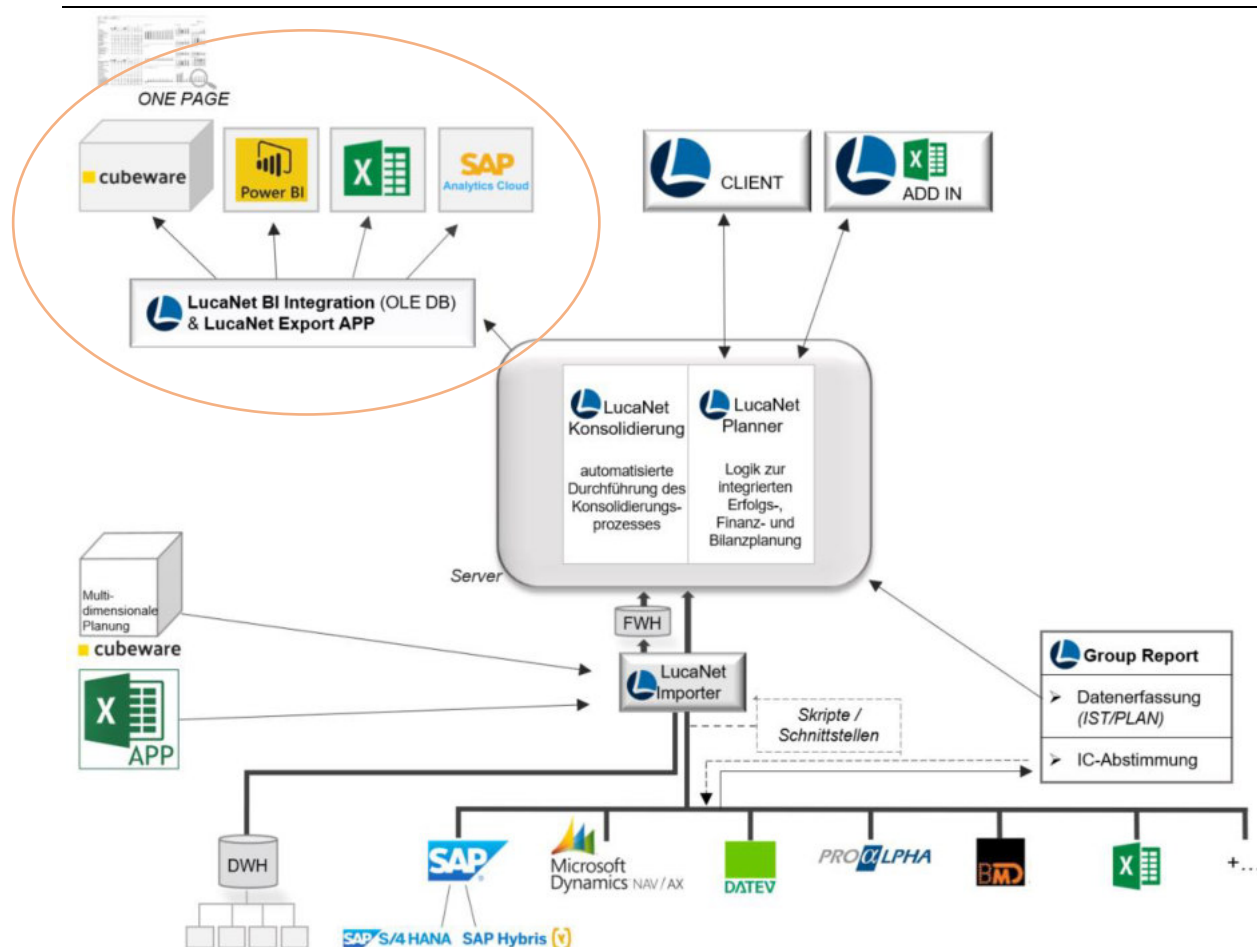 ONE PAGE
cubeware
Power BI
X
SAP
Analytics Cloud
CLIENT
X
ADD IN
LucaNet BI Integration (OLE DB)
& LucaNet Export APP
LucaNet
Konsolidierung
automatisierte
Durchführung des
Konsolidierungs-
prozesses
LucaNet
Planner
Logik zur
integrierten
Erfolgs-,
Finanz- und
Bilanzplanung
Server
Multi-
dimensionale
Planung
cubeware
X
APP
FWH
LucaNet
Importer
Skripte /
Schnittstellen
Group Report
Datenerfassung
(IST/PLAN)
IC-Abstimmung
DWH
SAP
Microsoft
Dynamics NAV/AX
DATEV
PROαLPHA
BMD
X
+...
SAP S/4 HANA
SAP Hybris (Y)